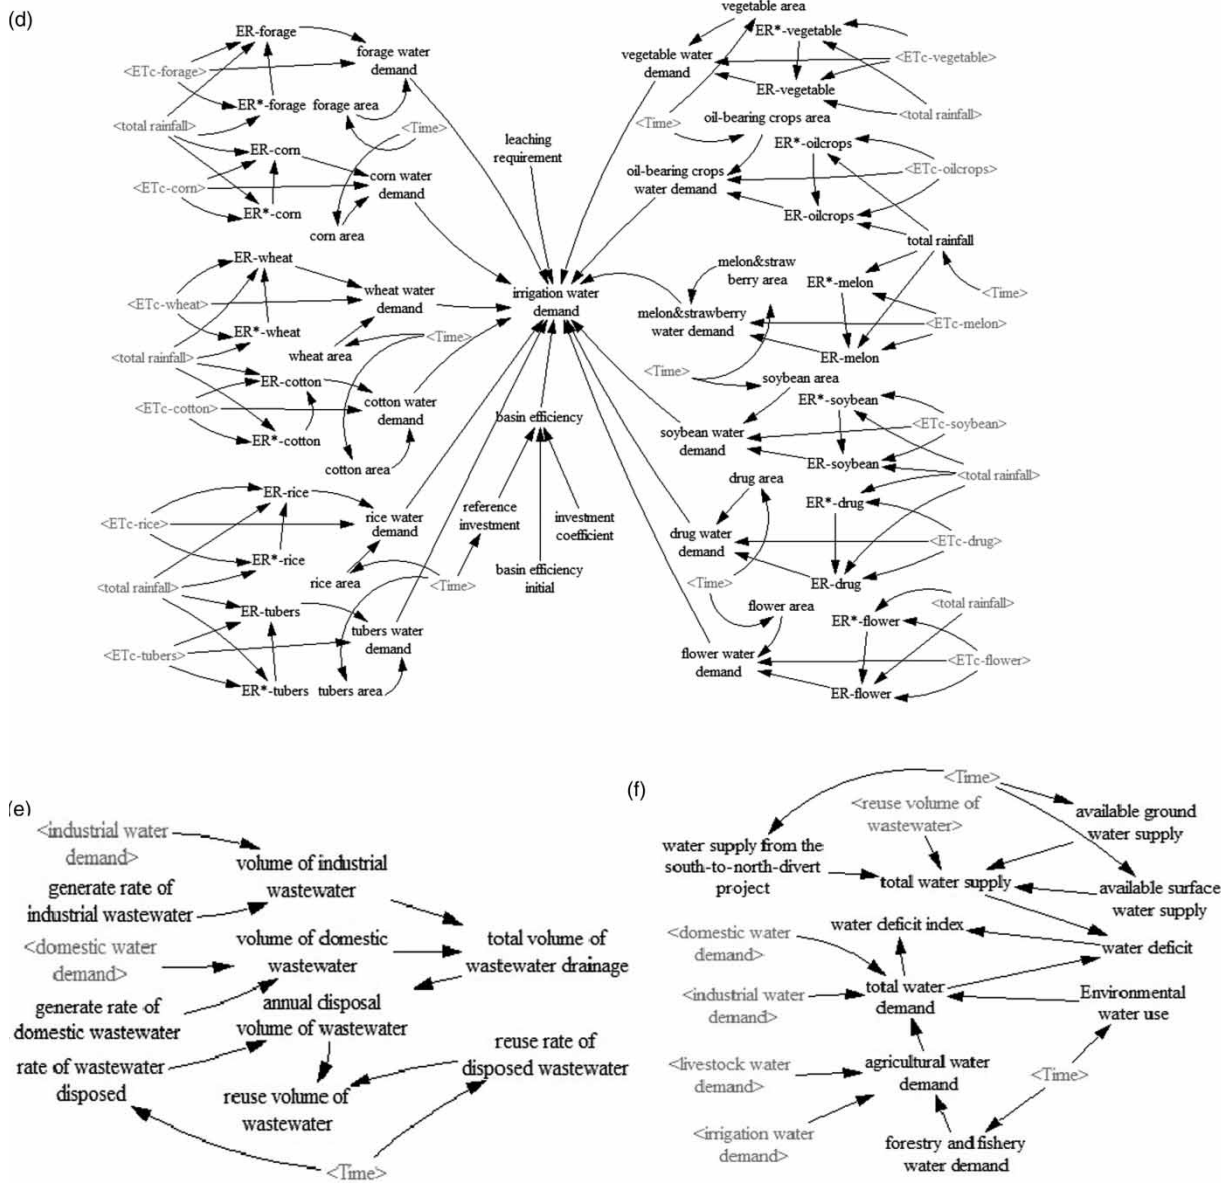 (d)
ER-forage
forage water
demand
<ETc-forage>
ER*-forage
forage area
<total rainfall>
<Time>
ER-corn
corn water
demand
<ETc-corn>
ER*-corn
corn area
leaching
requirement
ER-wheat
wheat water
demand
<ETc-wheat>
ER*-wheat
wheat area
<Time>
<total rainfall>
ER-cotton
cotton water
demand
<ETc-cotton>
ER*-cotton
cotton area
ER-rice
rice water
demand
<ETc-rice>
ER*-rice
rice area
<Time>
<total rainfall>
ER-tubers
tubers water
demand
<ETc-tubers>
ER*-tubers
tubers area
irrigation water
demand
basin efficiency
reference
investment
investment
coefficient
basin efficiency
initial
vegetable area
ER*-vegetable
vegetable water
demand
<ETc-vegetable>
ER-vegetable
<Time>
oil-bearing crops area
<total rainfall>
ER*-oilcrops
oil-bearing crops
water demand
<ETc-oilcrops>
ER-oilcrops
total rainfall
melon&straw
berry area
ER*-melon
<Time>
melon&strawberry
water demand
<ETc-melon>
ER-melon
<Time>
soybean area
ER*-soybean
soybean water
demand
<ETc-soybean>
ER-soybean
drug area
<total rainfall>
ER*-drug
drug water
demand
<ETc-drug>
<Time>
ER-drug
flower area
<total rainfall>
ER*-flower
flower water
demand
<ETc-flower>
ER-flower
(e)
<industrial water
demand>
volume of industrial
wastewater
generate rate of
industrial wastewater
<domestic water
demand>
volume of domestic
wastewater
total volume of
wastewater drainage
generate rate of
domestic wastewater
annual disposal
volume of wastewater
rate of wastewater
disposed
reuse rate of
disposed wastewater
reuse volume of
wastewater
<Time>
(f)
<Time>
<reuse volume of
wastewater>
available ground
water supply
water supply from the
south-to-north-divert
project
total water supply
available surface
water supply
water deficit index
<domestic water
demand>
water deficit
total water
demand
<industrial water
demand>
Environmental
water use
<livestock water
demand>
agricultural water
demand
<Time>
<irrigation water
demand>
forestry and fishery
water demand